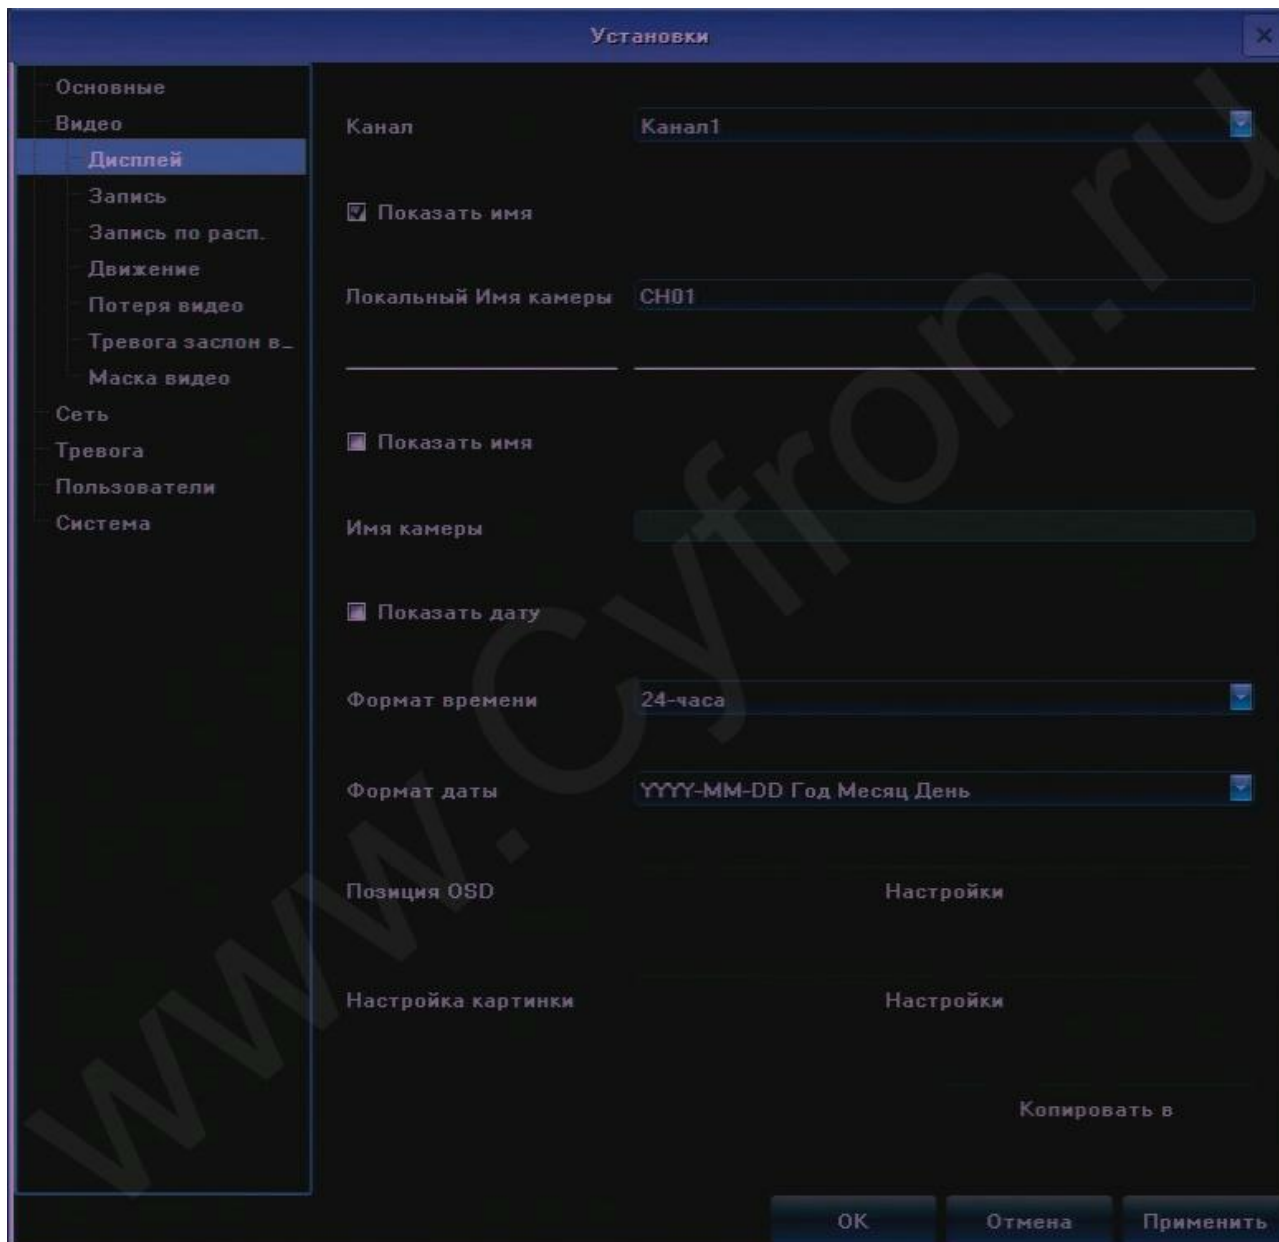 Установки
Основные
Видео
Дисплей
Запись
Запись по расп.
Движение
Потеря видео
Тревога заслон в_
Маска видео
Сеть
Тревога
Пользователи
Система
Канал Канал1
Показать имя
Локальный Имя камеры CH01
Показать имя
Имя камеры
Показать дату
Формат времени 24-часа
Формат даты YYYY-MM-DD Год Месяц День
Позиция OSD Настройки
Настройка картинки Настройки
Копировать в
OK Отмена Применить
www.Cyfron.ru